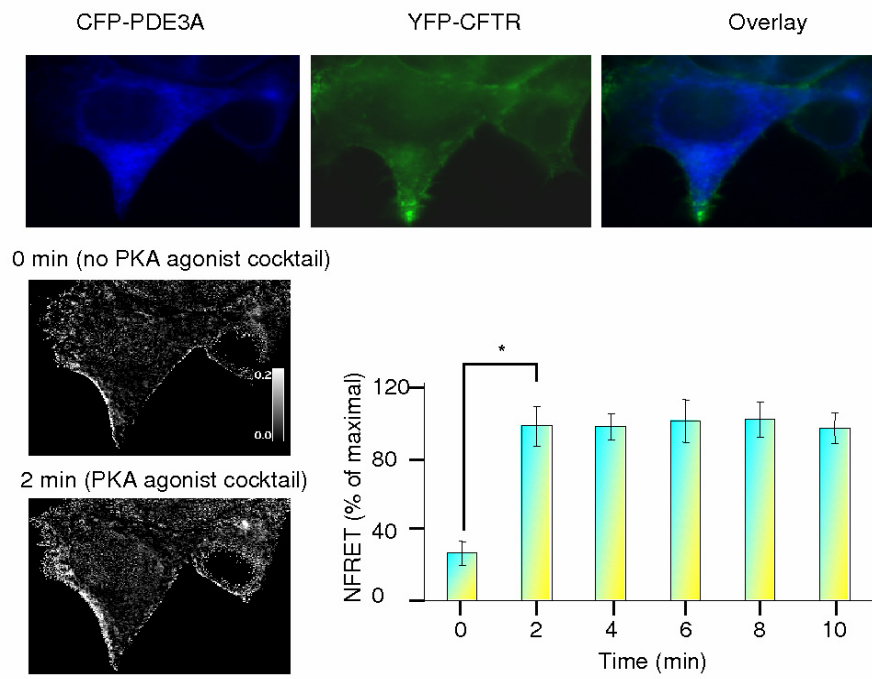 CFP-PDE3A
YFP-CFTR
Overlay
0 min (no PKA agonist cocktail)
0.2
0.0
2 min (PKA agonist cocktail)
*
NFRET (% of maximal)
120
80
40
0
0 2 4 6 8 10
Time (min)